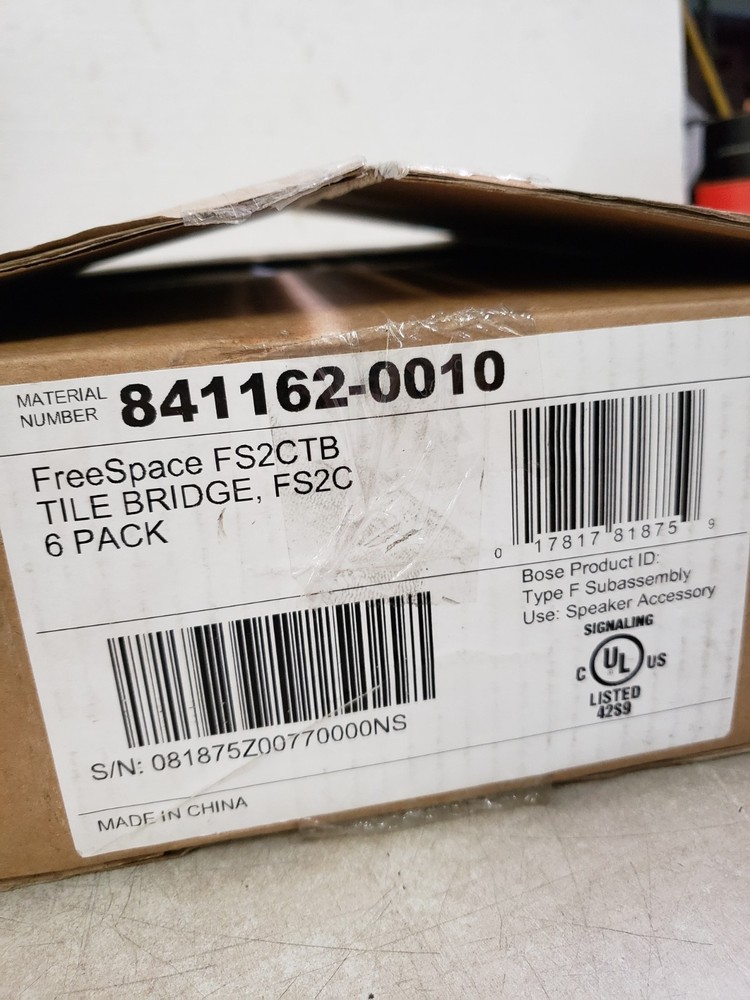 MATERIAL
NUMBER
841162-0010
FreeSpace FS2CTB
TILE BRIDGE, FS2C
6 PACK
0 17817 81875 9
Bose Product ID:
Type F Subassembly
Use: Speaker Accessory
SIGNALING
C UL US
LISTED
42S9
S/N: 081875Z00770000NS
MADE IN CHINA